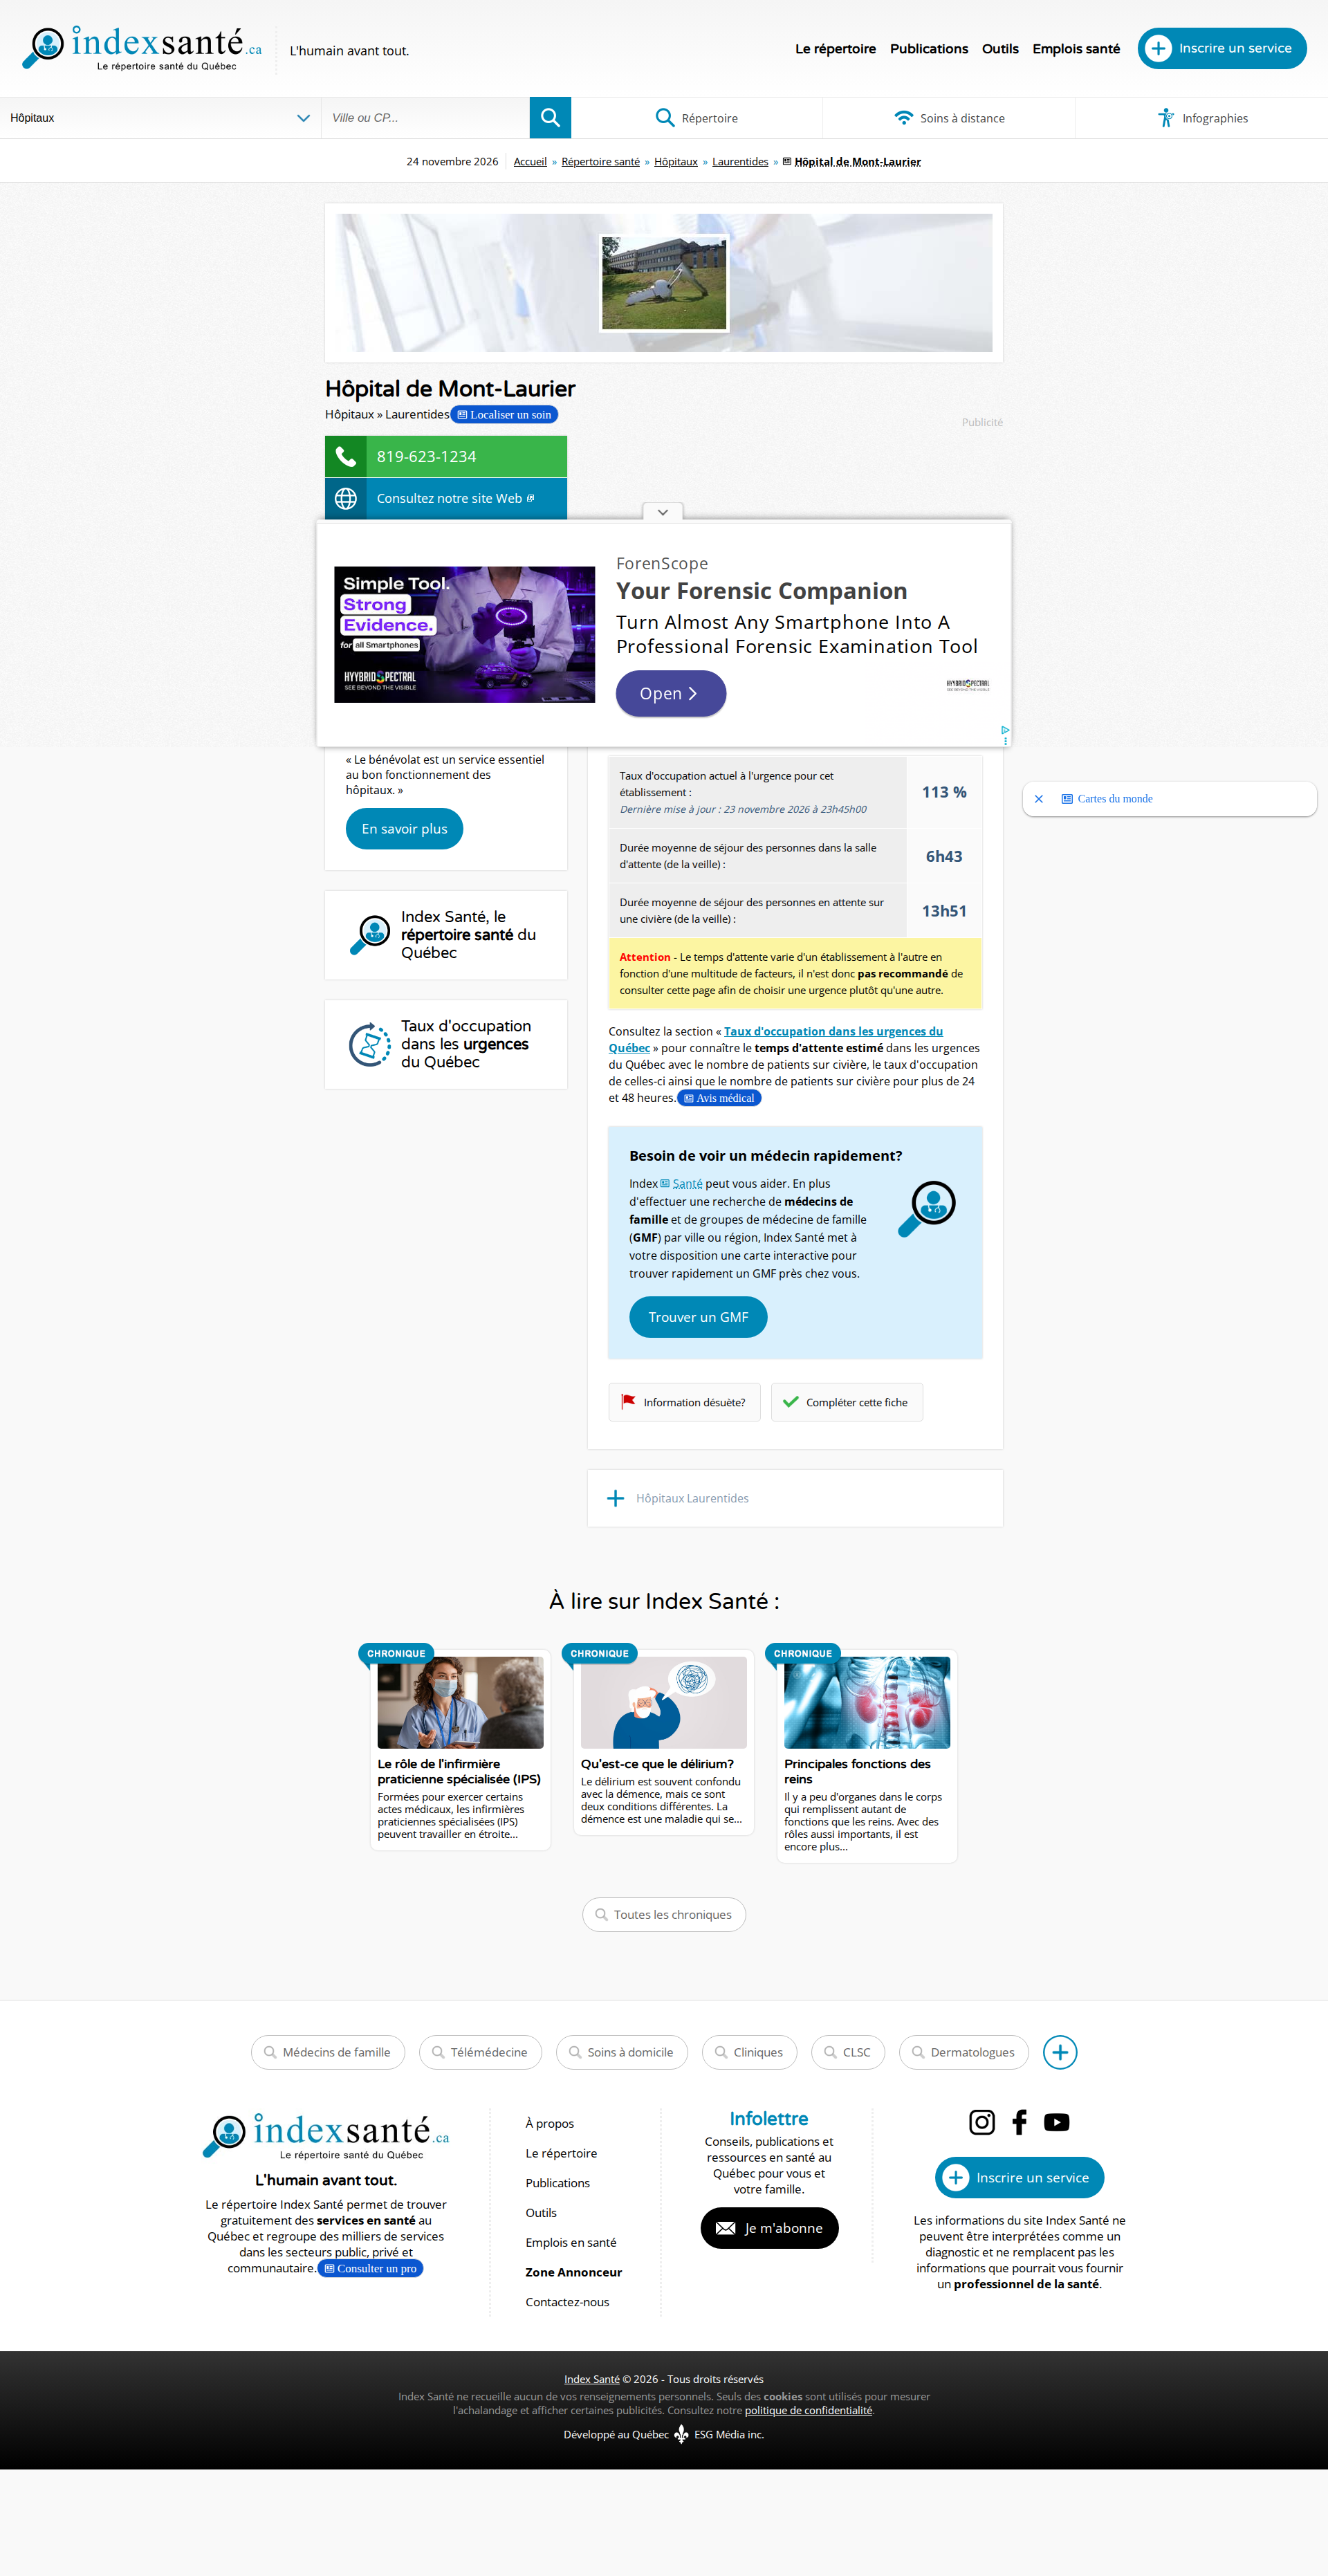 indexsanté.ca
Le répertoire santé du Québec
L'humain avant tout.
Le répertoire
Publications
Outils
Emplois santé
Inscrire un service
Hôpitaux
Ville ou CP...
Répertoire
Soins à distance
Infographies
24 novembre 2026
Accueil » Répertoire santé » Hôpitaux » Laurentides » Hôpital de Mont-Laurier
Hôpital de Mont-Laurier
Hôpitaux » Laurentides Localiser un soin
Publicité
819-623-1234
Consultez notre site Web
Simple Tool.
Strong
Evidence.
for all Smartphones
HYYBRIDSPECTRAL
SEE BEYOND THE VISIBLE
ForenScope
Your Forensic Companion
Turn Almost Any Smartphone Into A
Professional Forensic Examination Tool
Open
HYYBRIDSPECTRAL
SEE BEYOND THE VISIBLE
« Le bénévolat est un service essentiel
au bon fonctionnement des
hôpitaux. »
En savoir plus
Index Santé, le
répertoire santé du
Québec
Taux d'occupation
dans les urgences
du Québec
Taux d'occupation actuel à l'urgence pour cet
établissement :
Dernière mise à jour : 23 novembre 2026 à 23h45h00
113 %
Durée moyenne de séjour des personnes dans la salle
d'attente (de la veille) :
6h43
Durée moyenne de séjour des personnes en attente sur
une civière (de la veille) :
13h51
Attention - Le temps d'attente varie d'un établissement à l'autre en
fonction d'une multitude de facteurs, il n'est donc pas recommandé de
consulter cette page afin de choisir une urgence plutôt qu'une autre.
Cartes du monde
Consultez la section « Taux d'occupation dans les urgences du
Québec » pour connaître le temps d'attente estimé dans les urgences
du Québec avec le nombre de patients sur civière, le taux d'occupation
de celles-ci ainsi que le nombre de patients sur civière pour plus de 24
et 48 heures. Avis médical
Besoin de voir un médecin rapidement?
Index Santé peut vous aider. En plus
d'effectuer une recherche de médecins de
famille et de groupes de médecine de famille
(GMF) par ville ou région, Index Santé met à
votre disposition une carte interactive pour
trouver rapidement un GMF près chez vous.
Trouver un GMF
Information désuète?
Compléter cette fiche
Hôpitaux Laurentides
À lire sur Index Santé :
CHRONIQUE
Le rôle de l'infirmière
praticienne spécialisée (IPS)
Formées pour exercer certains
actes médicaux, les infirmières
praticiennes spécialisées (IPS)
peuvent travailler en étroite...
CHRONIQUE
Qu'est-ce que le délirium?
Le délirium est souvent confondu
avec la démence, mais ce sont
deux conditions différentes. La
démence est une maladie qui se...
CHRONIQUE
Principales fonctions des
reins
Il y a peu d'organes dans le corps
qui remplissent autant de
fonctions que les reins. Avec des
rôles aussi importants, il est
encore plus...
Toutes les chroniques
Médecins de famille
Télémédecine
Soins à domicile
Cliniques
CLSC
Dermatologues
indexsanté.ca
Le répertoire santé du Québec
L'humain avant tout.
Le répertoire Index Santé permet de trouver
gratuitement des services en santé au
Québec et regroupe des milliers de services
dans les secteurs public, privé et
communautaire. Consulter un pro
À propos
Le répertoire
Publications
Outils
Emplois en santé
Zone Annonceur
Contactez-nous
Infolettre
Conseils, publications et
ressources en santé au
Québec pour vous et
votre famille.
Je m'abonne
Inscrire un service
Les informations du site Index Santé ne
peuvent être interprétées comme un
diagnostic et ne remplacent pas les
informations que pourrait vous fournir
un professionnel de la santé.
Index Santé © 2026 - Tous droits réservés
Index Santé ne recueille aucun de vos renseignements personnels. Seuls des cookies sont utilisés pour mesurer
l'achalandage et afficher certaines publicités. Consultez notre politique de confidentialité.
Développé au Québec ESG Média inc.